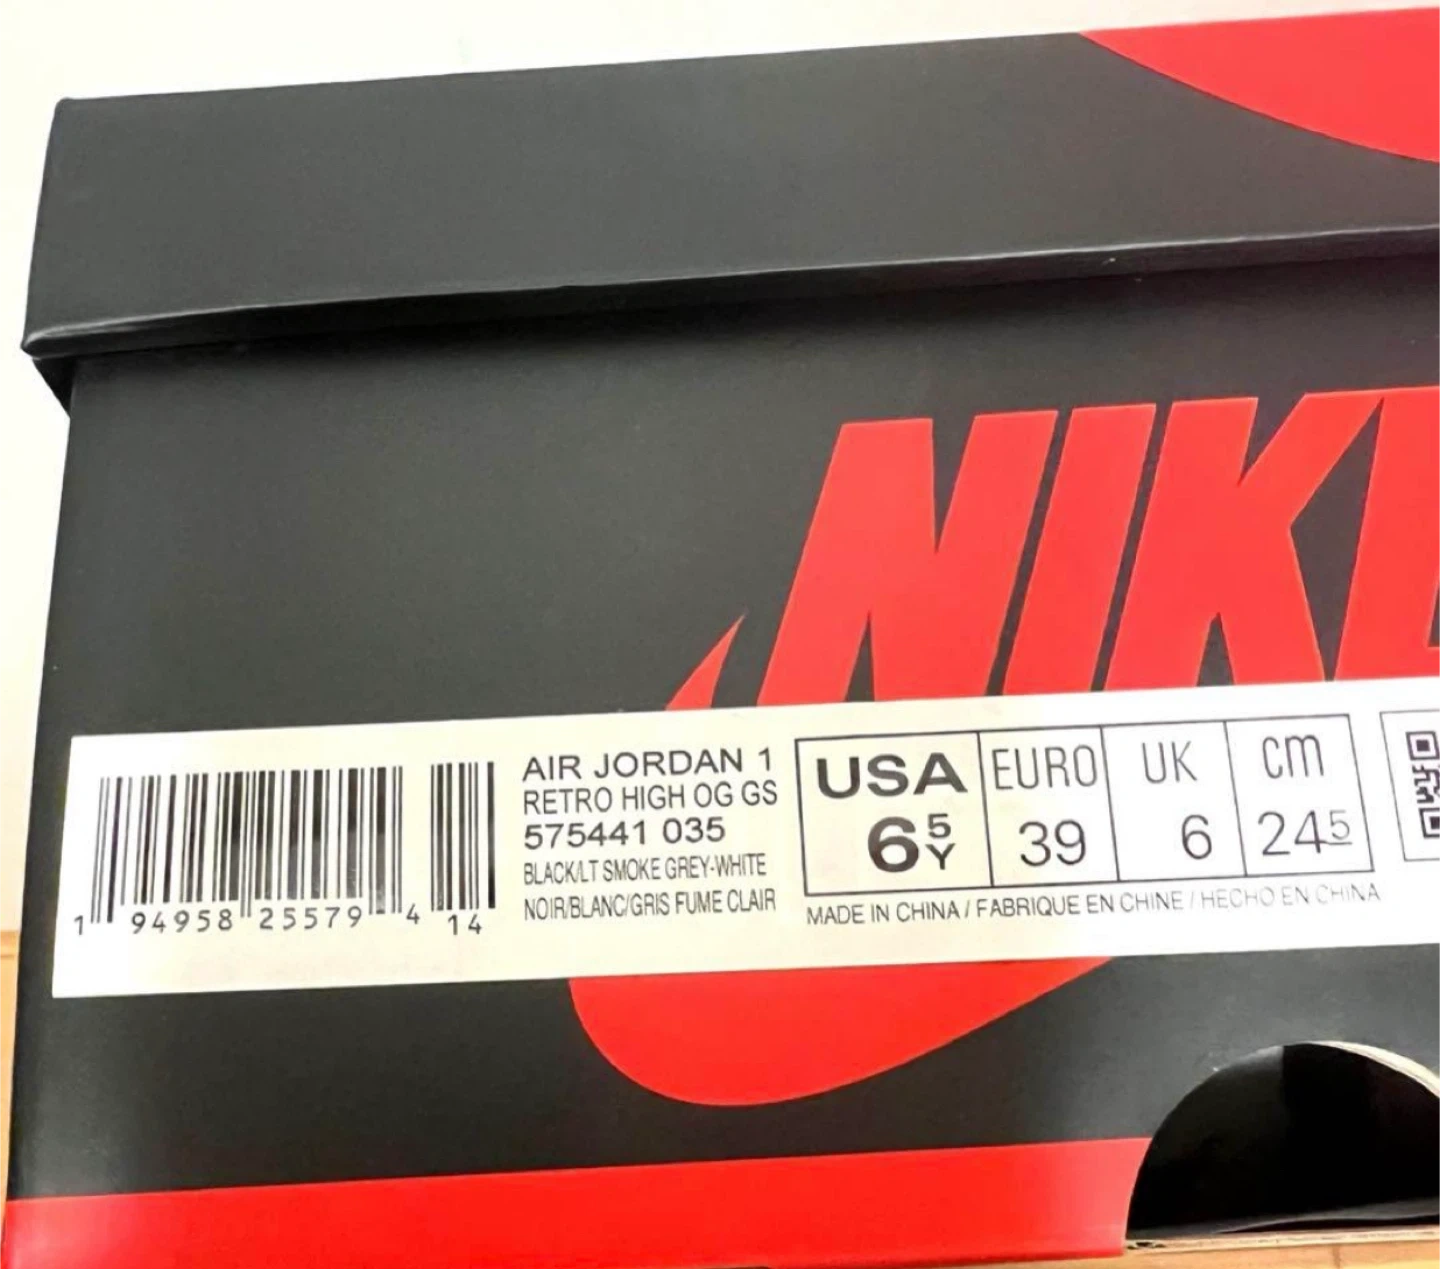 NIKE
AIR JORDAN 1
RETRO HIGH OG GS
575441 035
BLACK/LT SMOKE GREY-WHITE
NOIR/BLANC/GRIS FUME CLAIR
1 94958 25579 4 14
USA EURO UK cm
6 5Y 39 6 24 5
MADE IN CHINA / FABRIQUE EN CHINE / HECHO EN CHINA